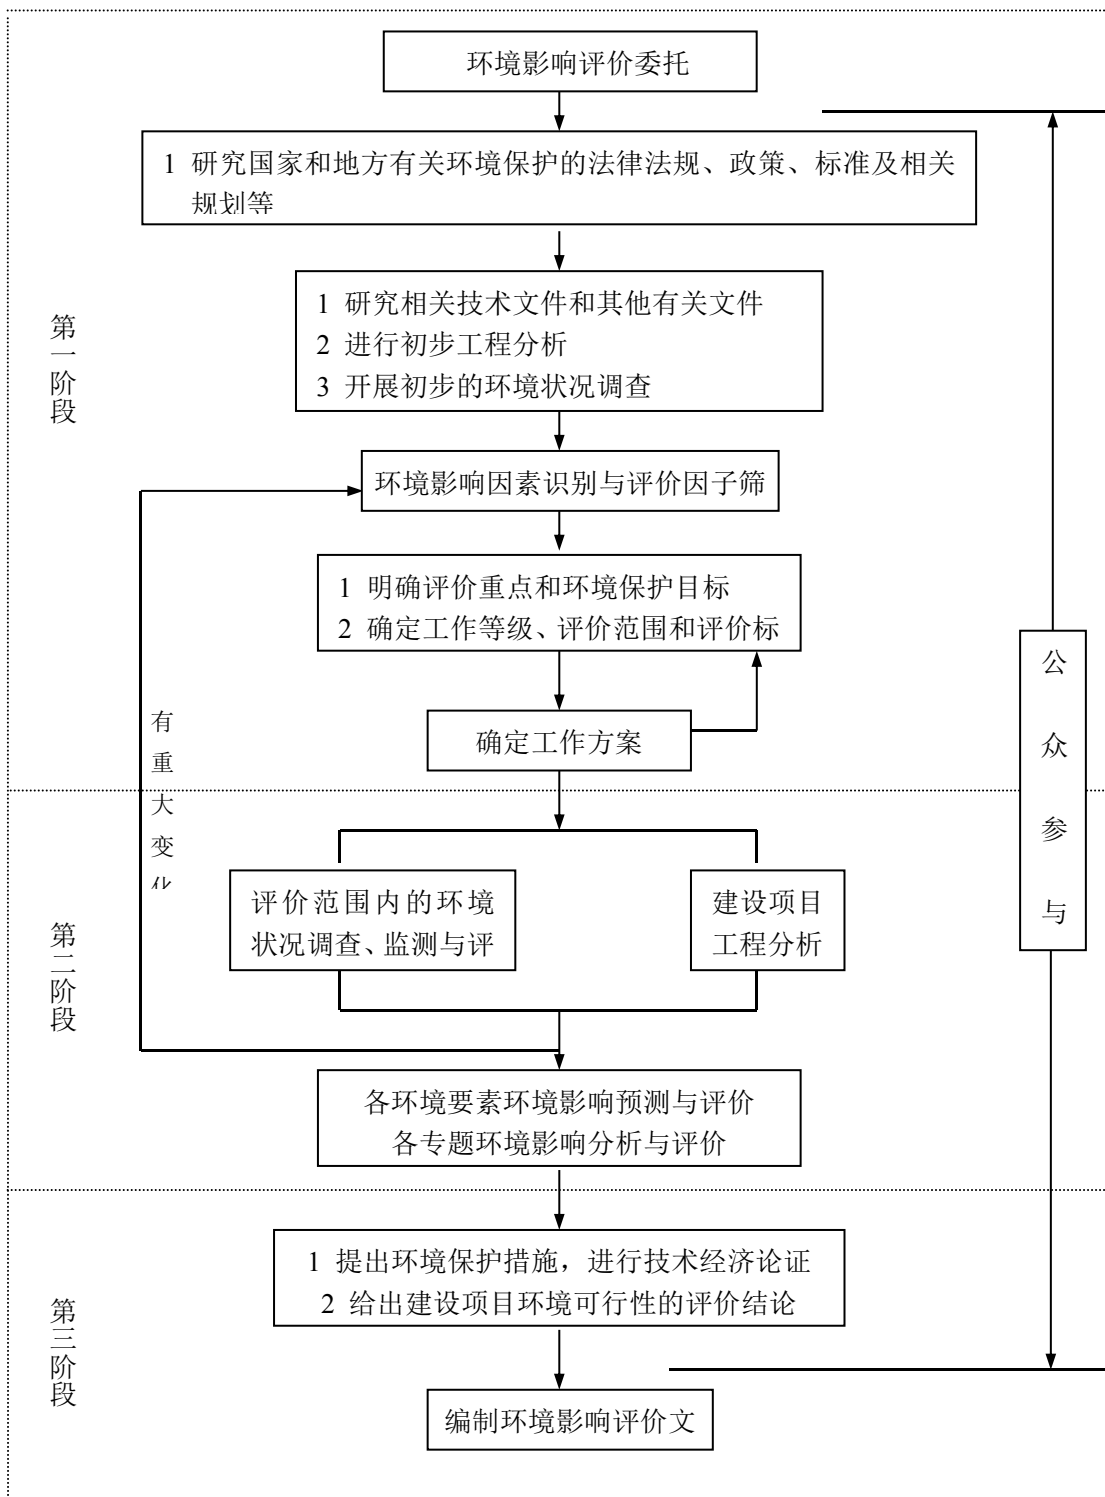 环境影响评价委托
1 研究国家和地方有关环境保护的法律法规、政策、标准及相关
规划等
1 研究相关技术文件和其他有关文件
2 进行初步工程分析
3 开展初步的环境状况调查
第一阶段
环境影响因素识别与评价因子筛
1 明确评价重点和环境保护目标
2 确定工作等级、评价范围和评价标
确定工作方案
有重大变化
公众参与
评价范围内的环境
状况调查、监测与评
建设项目
工程分析
第二阶段
各环境要素环境影响预测与评价
各专题环境影响分析与评价
1 提出环境保护措施，进行技术经济论证
2 给出建设项目环境可行性的评价结论
第三阶段
编制环境影响评价文